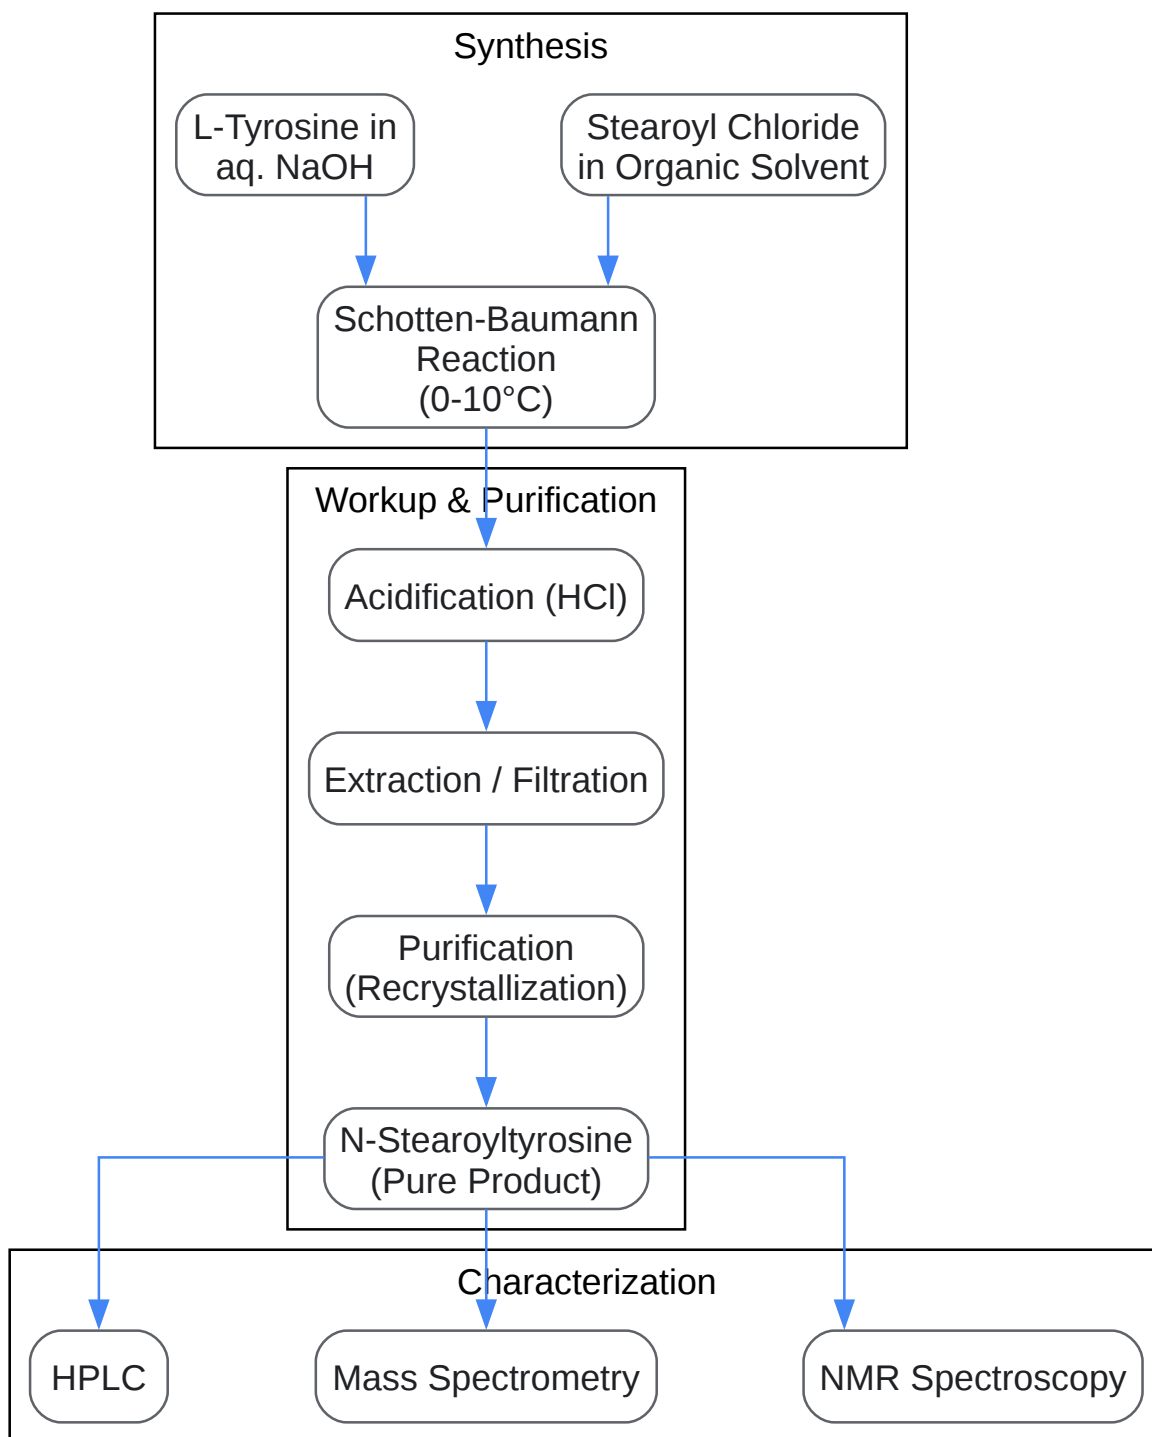 Synthesis
L-Tyrosine in
aq. NaOH
Stearoyl Chloride
in Organic Solvent
Schotten-Baumann
Reaction
(0-10°C)
Workup & Purification
Acidification (HCl)
Extraction / Filtration
Purification
(Recrystallization)
N-Stearoyltyrosine
(Pure Product)
Characterization
HPLC
Mass Spectrometry
NMR Spectroscopy